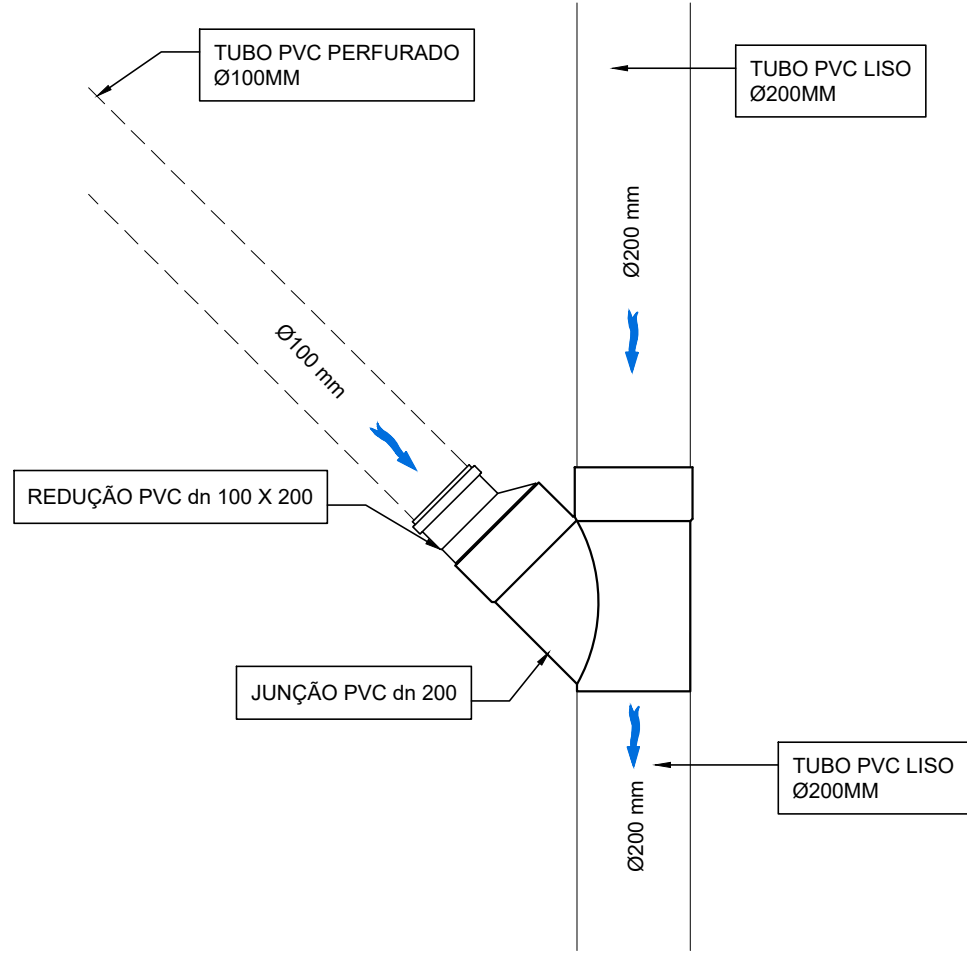 TUBO PVC PERFURADO
Ø100MM
TUBO PVC LISO
Ø200MM
Ø200 mm
Ø100 mm
REDUÇÃO PVC dn 100 X 200
JUNÇÃO PVC dn 200
TUBO PVC LISO
Ø200MM
Ø200 mm